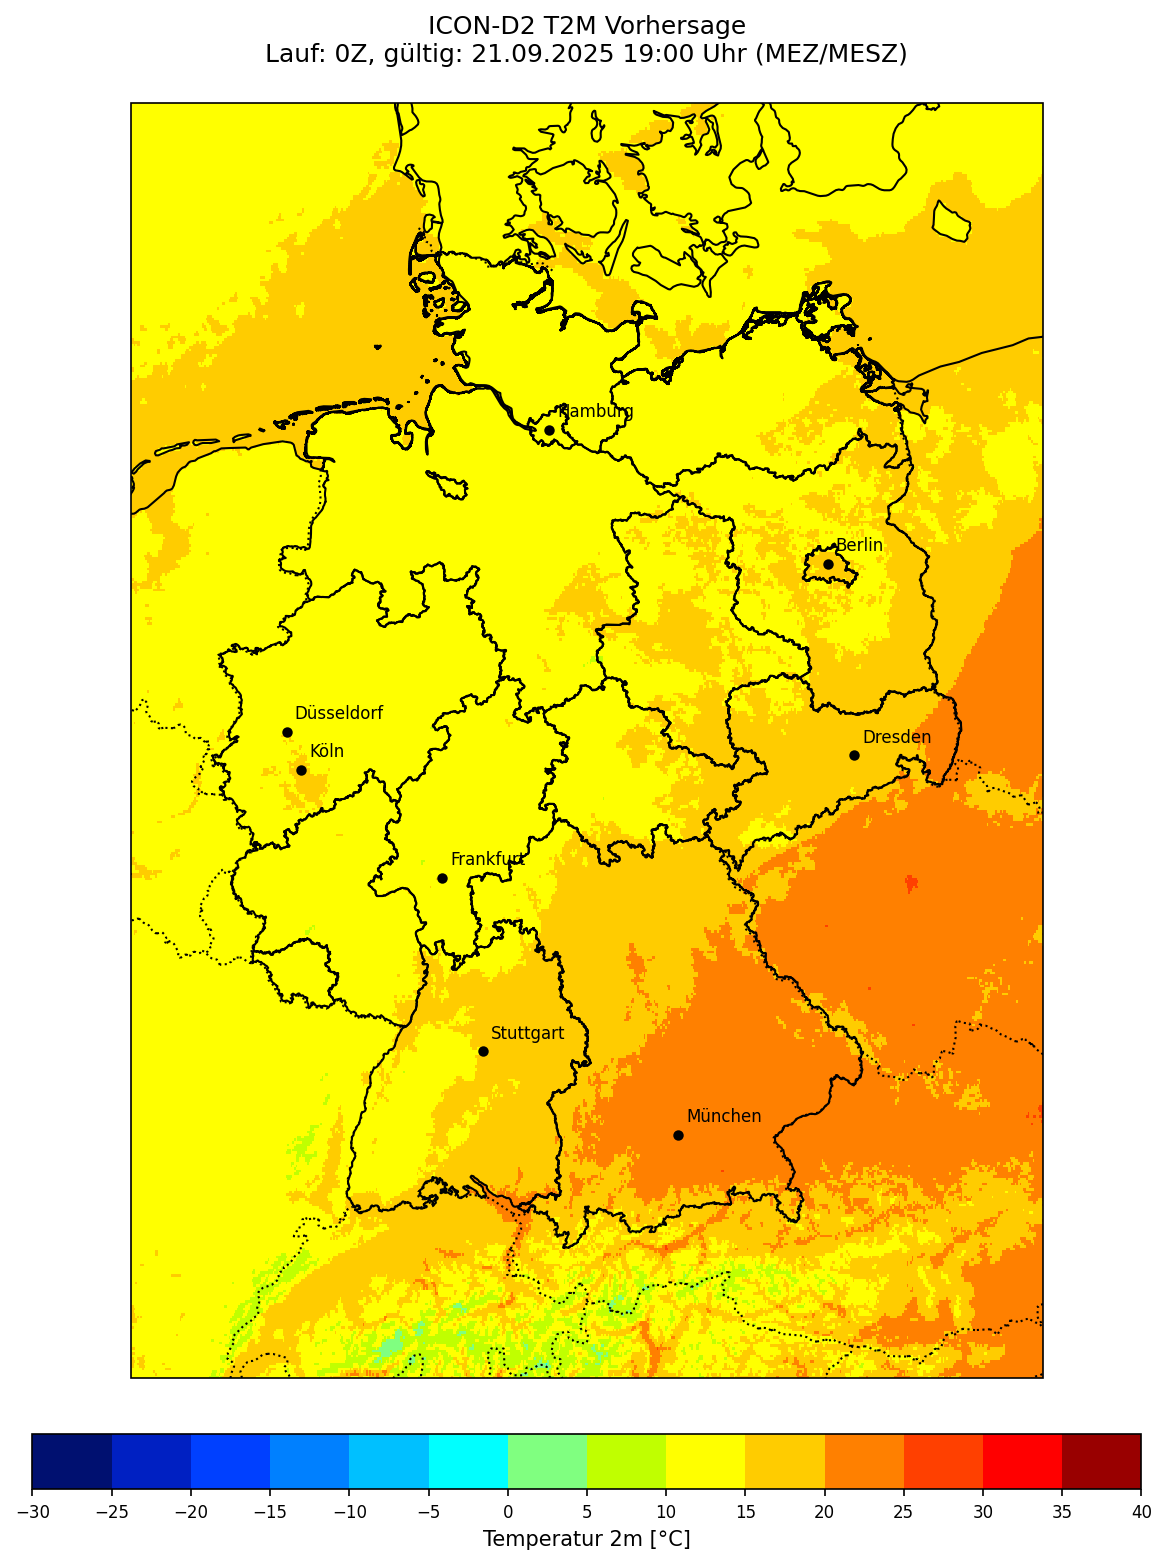 ICON-D2 T2M Vorhersage
Lauf: 0Z, gültig: 21.09.2025 19:00 Uhr (MEZ/MESZ)
Hamburg
Berlin
Düsseldorf
Dresden
Köln
Frankfurt
Stuttgart
München
−30 −25 −20 −15 −10 −5 0 5 10 15 20 25 30 35 40
Temperatur 2m [°C]